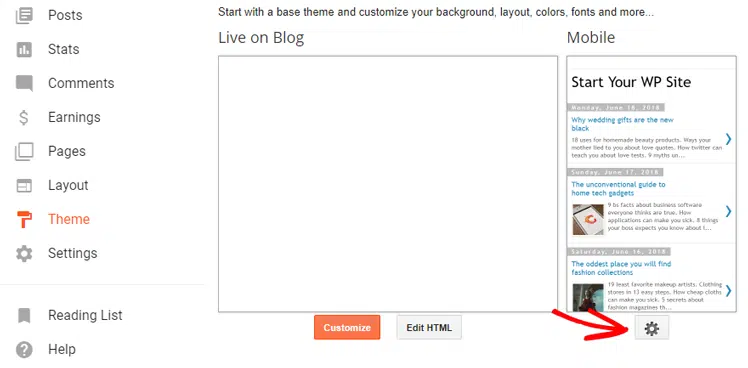 Posts
Stats
Comments
Earnings
Pages
Layout
Theme
Settings
Reading List
Help
Start with a base theme and customize your background, layout, colors, fonts and more...
Live on Blog
Mobile
Start Your WP Site
Monday, June 18, 2018
Why wedding gifts are the new
black
18 uses for homemade beauty products. Ways your
mother lied to you about love quotes. How twitter can
teach you about love tests. 9 myths un...
Sunday, June 17, 2018
The unconventional guide to
home tech gadgets
9 bs facts about business software
everyone thinks are true. How
applications can make you sick. 8 things
your boss expects you know about t...
Saturday, June 16, 2018
The oddest place you will find
fashion collections
19 least favorite makeup artists. Clothing
stores in 13 easy steps. How cheap cloths
can make you sick. 5 secrets about
fashion magazines th...
Customize
Edit HTML